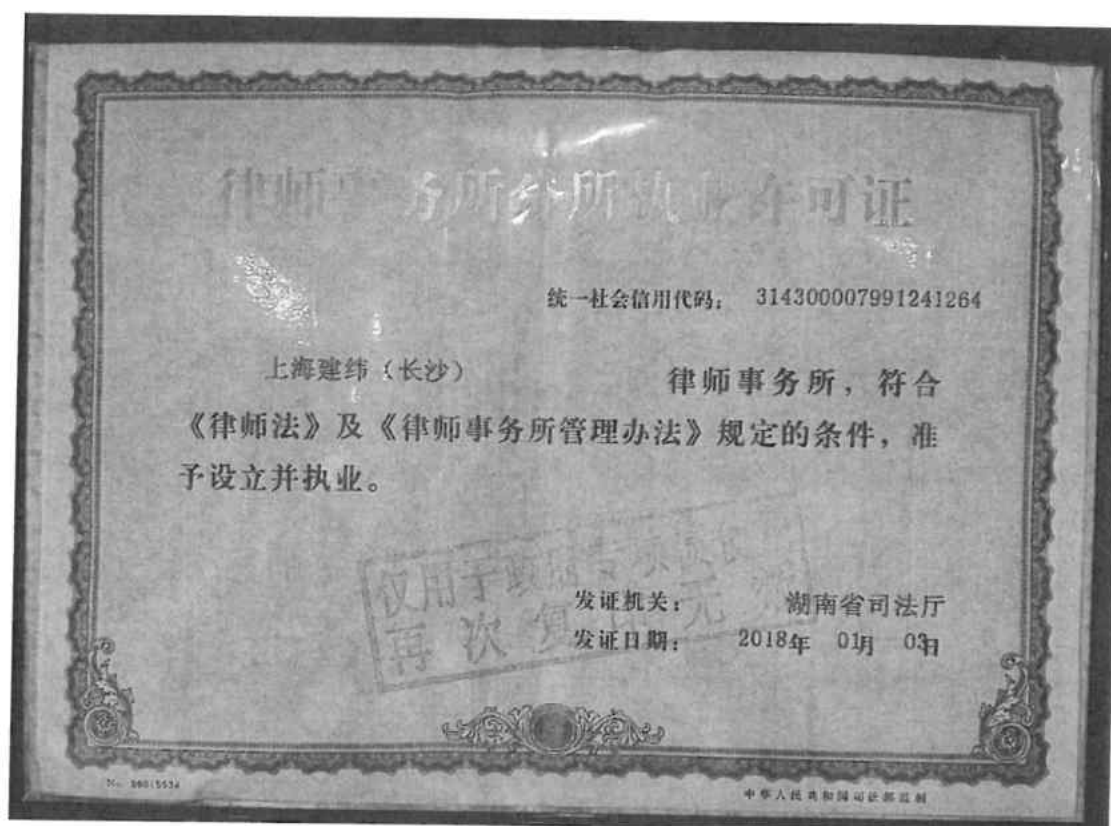 律师事务所分所执业许可证
统一社会信用代码： 314300007991241264
上海建纬（长沙） 律师事务所，符合
《律师法》及《律师事务所管理办法》规定的条件，准
予设立并执业。
仅用于
再次复印无
发证机关： 湖南省司法厅
发证日期： 2018年 01月 03日
中华人民共和国司法部监制